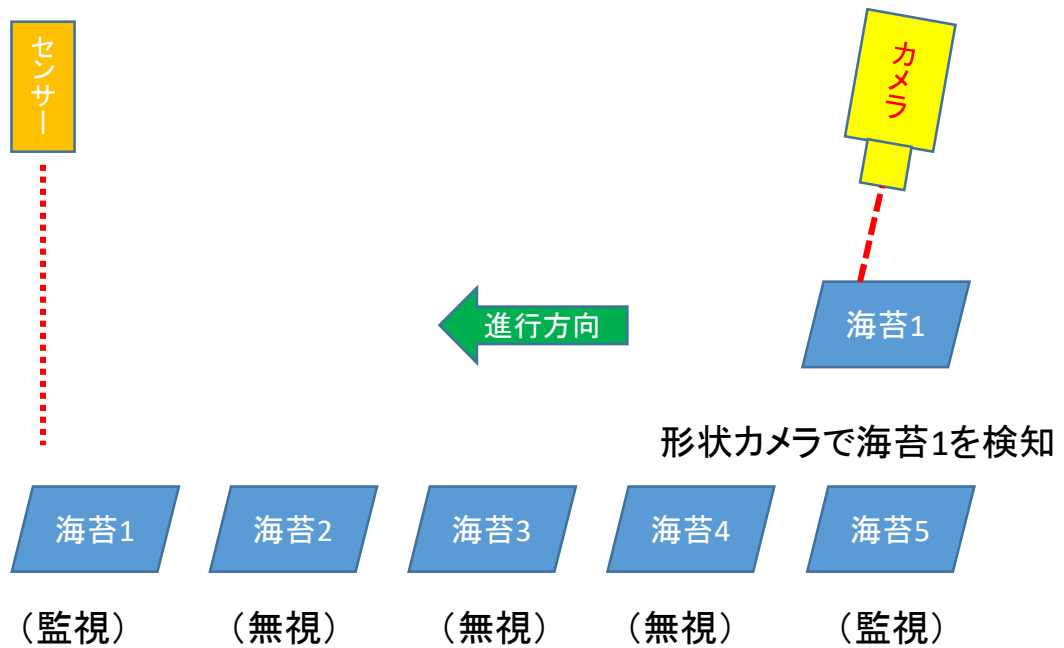 センサー
カメラ
進行方向
海苔1
形状カメラで海苔1を検知
海苔1
海苔2
海苔3
海苔4
海苔5
（監視）
（無視）
（無視）
（無視）
（監視）